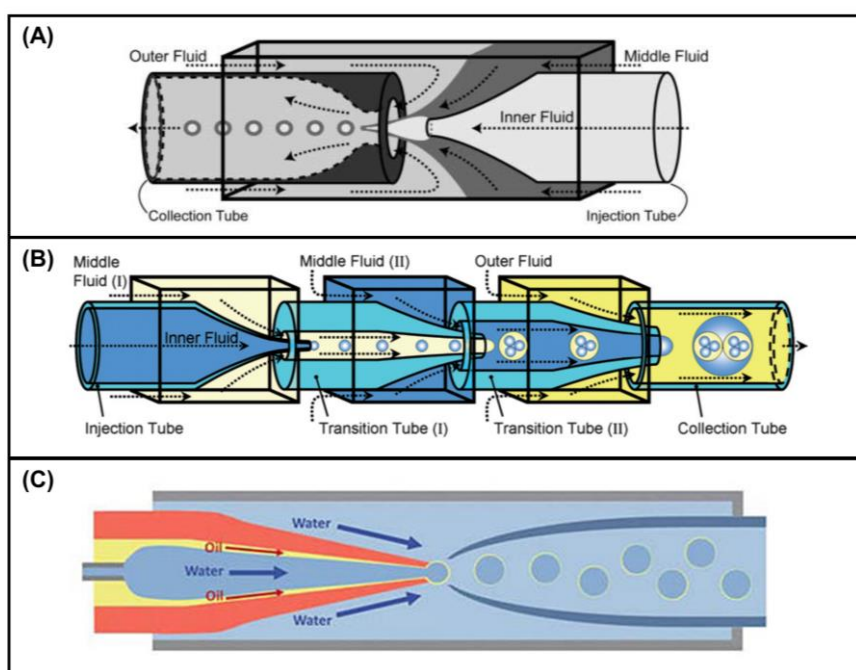 (A)
Outer Fluid
Middle Fluid
Inner Fluid
Collection Tube
Injection Tube
(B)
Middle
Fluid (I)
Middle Fluid (II)
Outer Fluid
Inner Fluid
Injection Tube
Transition Tube (I)
Transition Tube (II)
Collection Tube
(C)
Water
Oil
Water
Oil
Water